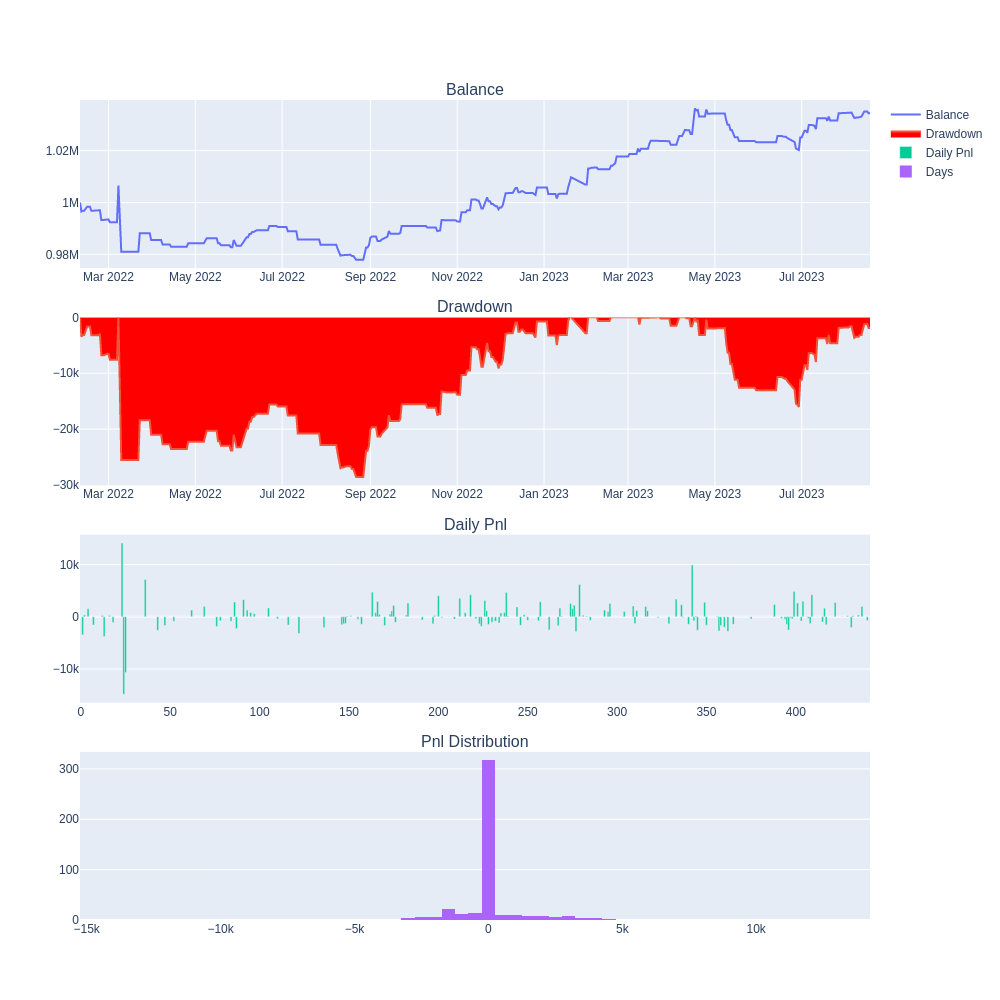 Balance
1.02M
1M
0.98M
Mar 2022 May 2022 Jul 2022 Sep 2022 Nov 2022 Jan 2023 Mar 2023 May 2023 Jul 2023
Balance
Drawdown
Daily Pnl
Days
Drawdown
0
−10k
−20k
−30k
Mar 2022 May 2022 Jul 2022 Sep 2022 Nov 2022 Jan 2023 Mar 2023 May 2023 Jul 2023
Daily Pnl
10k
0
−10k
0 50 100 150 200 250 300 350 400
Pnl Distribution
300
200
100
0
−15k −10k −5k 0 5k 10k